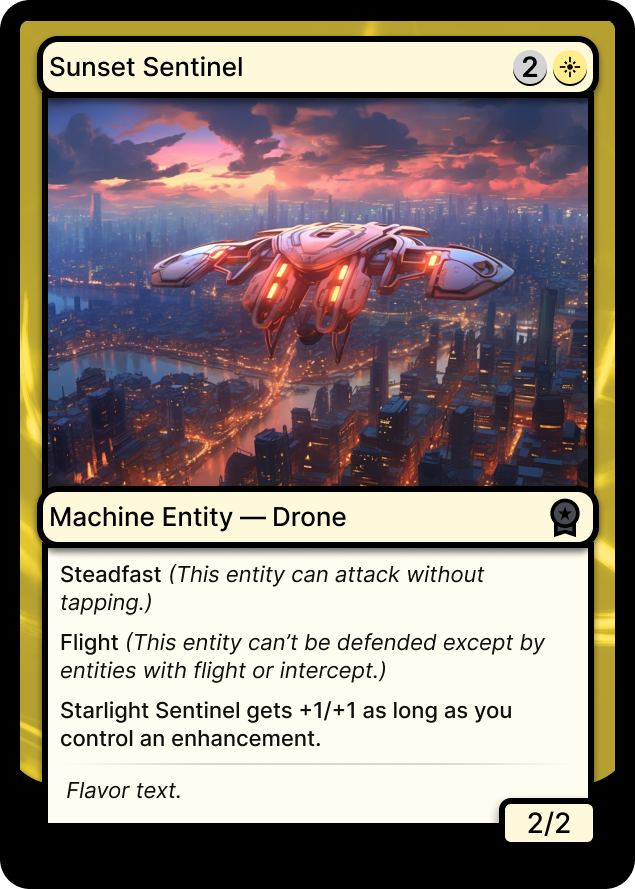 Sunset Sentinel 2
Machine Entity — Drone
Steadfast (This entity can attack without
tapping.)
Flight (This entity can’t be defended except by
entities with flight or intercept.)
Starlight Sentinel gets +1/+1 as long as you
control an enhancement.
Flavor text.
2/2